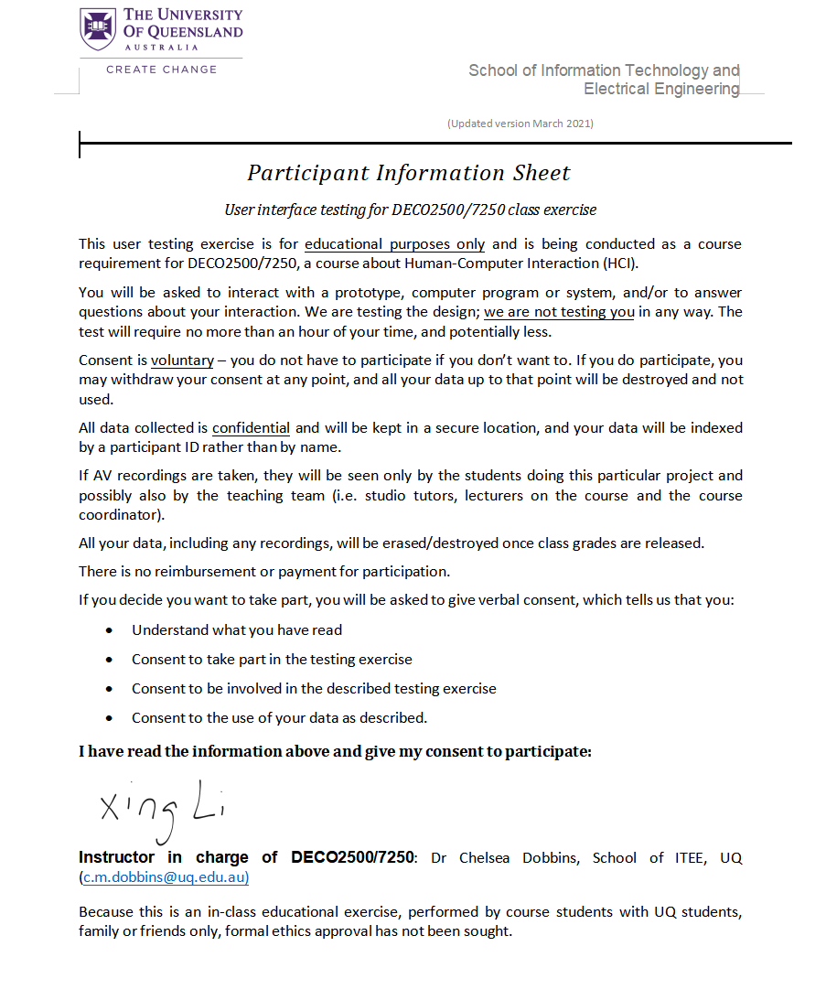 THE UNIVERSITY
OF QUEENSLAND
AUSTRALIA
CREATE CHANGE
School of Information Technology and
Electrical Engineering
(Updated version March 2021)
Participant Information Sheet
User interface testing for DECO2500/7250 class exercise
This user testing exercise is for educational purposes only and is being conducted as a course
requirement for DECO2500/7250, a course about Human-Computer Interaction (HCI).
You will be asked to interact with a prototype, computer program or system, and/or to answer
questions about your interaction. We are testing the design; we are not testing you in any way. The
test will require no more than an hour of your time, and potentially less.
Consent is voluntary – you do not have to participate if you don’t want to. If you do participate, you
may withdraw your consent at any point, and all your data up to that point will be destroyed and not
used.
All data collected is confidential and will be kept in a secure location, and your data will be indexed
by a participant ID rather than by name.
If AV recordings are taken, they will be seen only by the students doing this particular project and
possibly also by the teaching team (i.e. studio tutors, lecturers on the course and the course
coordinator).
All your data, including any recordings, will be erased/destroyed once class grades are released.
There is no reimbursement or payment for participation.
If you decide you want to take part, you will be asked to give verbal consent, which tells us that you:
• Understand what you have read
• Consent to take part in the testing exercise
• Consent to be involved in the described testing exercise
• Consent to the use of your data as described.
I have read the information above and give my consent to participate:
Xing Li
Instructor in charge of DECO2500/7250: Dr Chelsea Dobbins, School of ITEE, UQ
(c.m.dobbins@uq.edu.au)
Because this is an in-class educational exercise, performed by course students with UQ students,
family or friends only, formal ethics approval has not been sought.